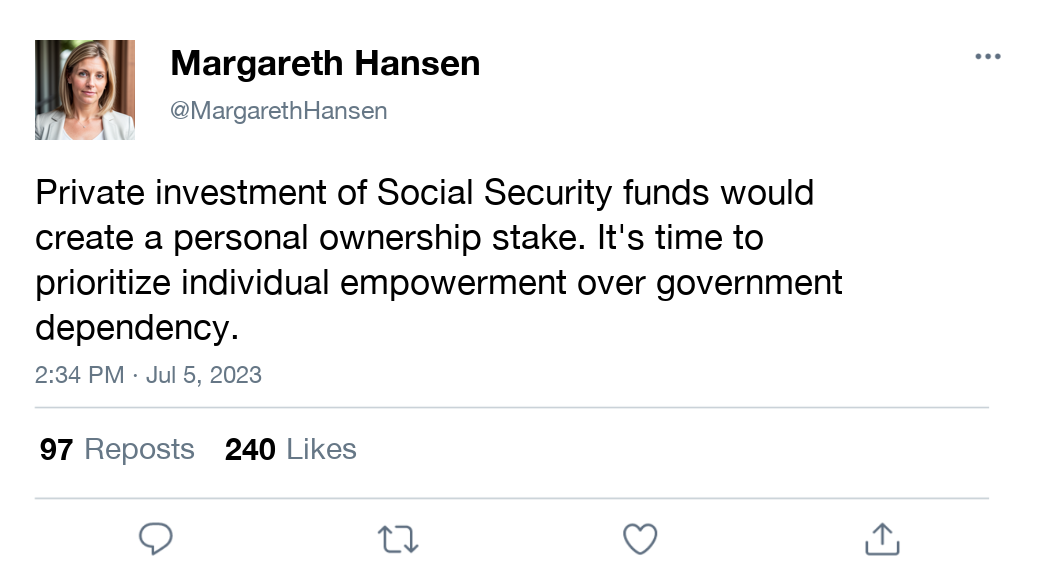 Margareth Hansen
@MargarethHansen
Private investment of Social Security funds would
create a personal ownership stake. It's time to
prioritize individual empowerment over government
dependency.
2:34 PM · Jul 5, 2023
97 Reposts 240 Likes